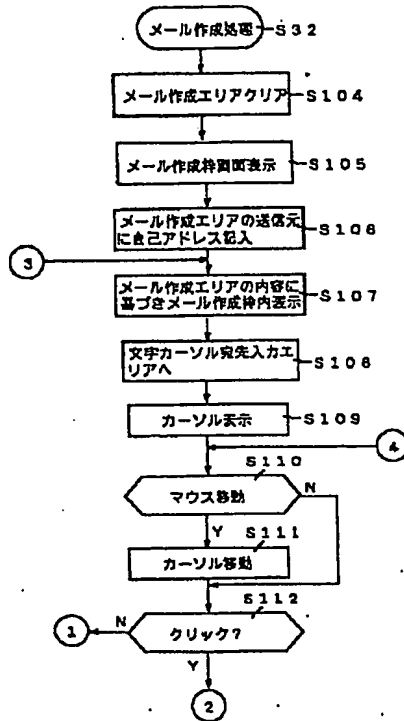 メール作成処理 S32
メール作成エリアクリア S104
メール作成枠画面表示 S105
メール作成エリアの送信元
に自己アドレス記入 S106
3
メール作成エリアの内容に
基づきメール作成枠内表示 S107
文字カーソル宛先入力エ
リアへ S108
カーソル表示 S109
4
S110
マウス移動 N
Y S111
カーソル移動
S112
1 N クリック?
Y
2